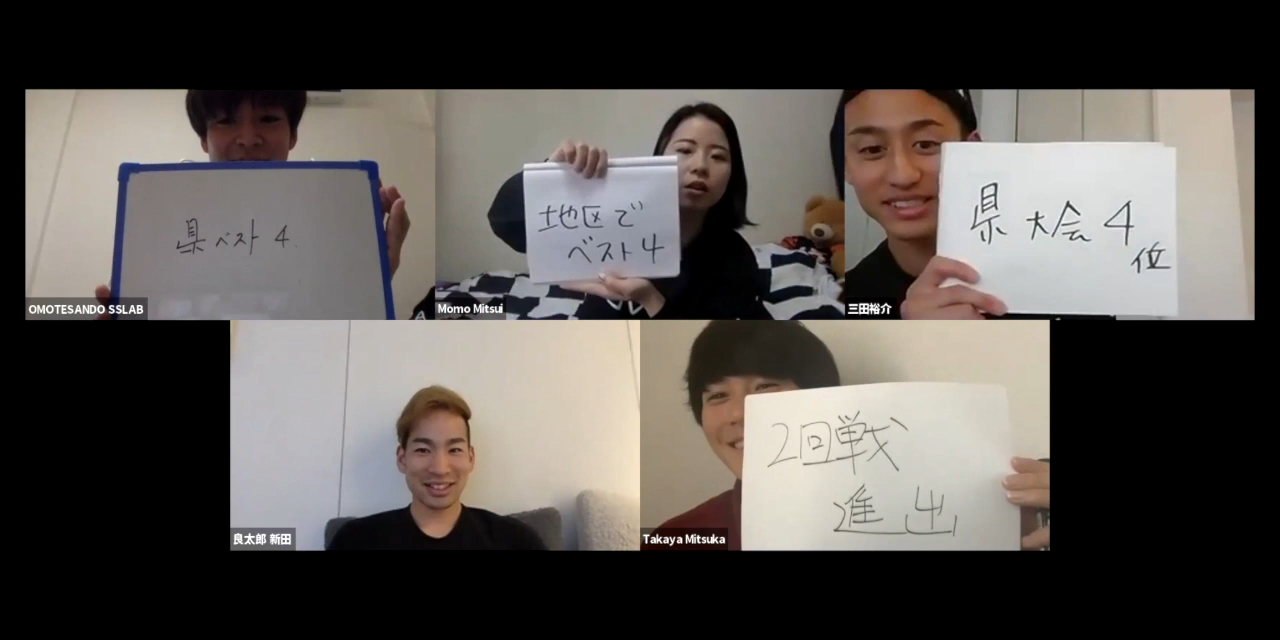 県ベスト4.
OMOTESANDO SSLAB
地区で
ベスト4
Momo Mitsui
県大会4
位
三田裕介
良太郎 新田
2回戦
進出
Takaya Mitsuka